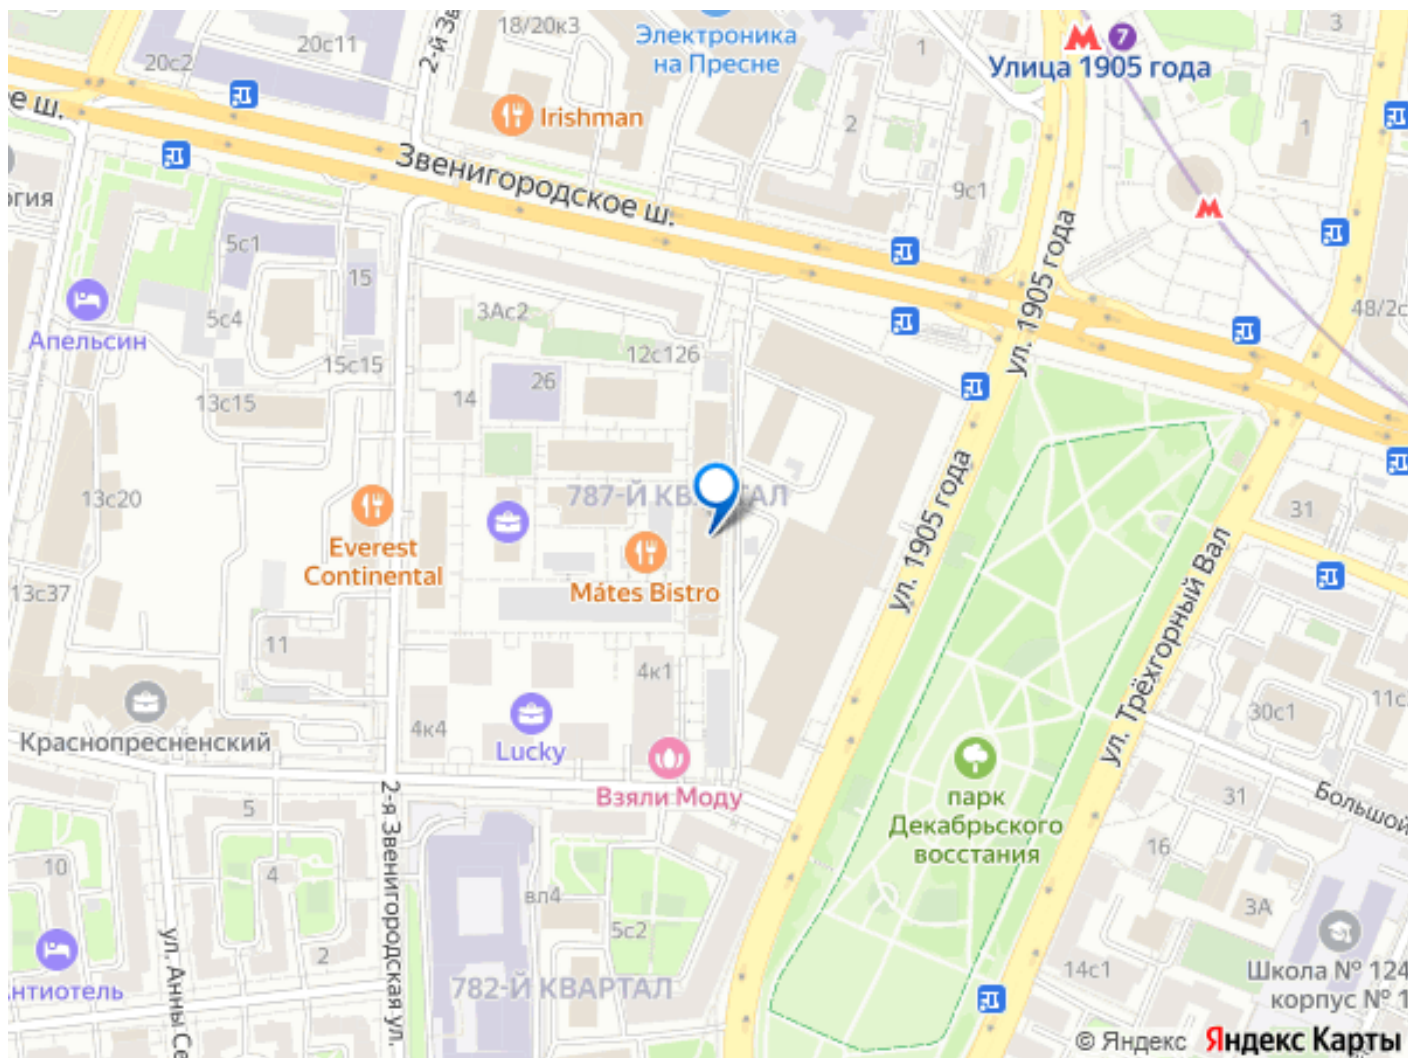 18/20к3
20с11
20с2
2-й Зв
Электроника
на Пресне
1
7
Улица 1905 года
3
е ш.
Irishman
2
1
Звенигородское ш.
9с1
огия
5с1
15
ул. 1905 года
3Ас2
48/2с
5с4
Апельсин
12с126
15с15
26
14
13с15
13с20
787-Й КВАРТАЛ
ул. 1905 года
31
Everest
Continental
Mátes Bistro
ул. Трёхгорный Вал
13с37
11
4к1
11с
30с1
Краснопресненский
4к4
Lucky
Взяли Моду
парк
Декабрьского
восстания
31
Большой
5
2-я Звенигородская ул.
16
10
4
вл4
3А
5с2
2
ул. Анны Се
нтиотель
782-Й КВАРТАЛ
14с1
Школа № 124
корпус № 1
© Яндекс Яндекс Карты